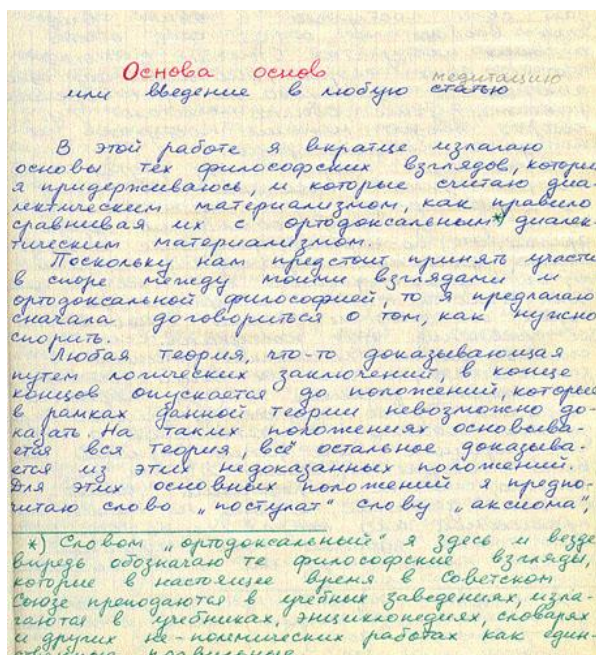 Основа основ
медитацию
или введение в любую статью
В этой работе я вкратце излагаю
основы тех философских взглядов, которы
я придерживаюсь, и которые считаю диа-
лектическим материализмом, как правило
сравнивая их с ортодоксальным*) диалек-
тическим материализмом.
Поскольку нам предстоит принять участи
в споре между моими взглядами и
ортодоксальной философией, то я предлагаю
сначала договориться о том, как нужно
спорить.
Любая теория, что-то доказывающая
путем логических заключений, в конце
концов опускается до положений, которые
в рамках данной теории невозможно до-
казать. На таких положениях основыва-
ется вся теория, всё остальное доказыва-
ется из этих недоказанных положений.
Для этих основных положений я предпо-
читаю слово „постулат" слову „аксиома",
*) Словом „ортодоксальный" я здесь и везде
впредь обозначаю те философские взгляды,
которые в настоящее время в Советском
Союзе преподаются в учебных заведениях, изла-
гаются в учебниках, энциклопедиях, словарях
и других не-полемических работах как един-